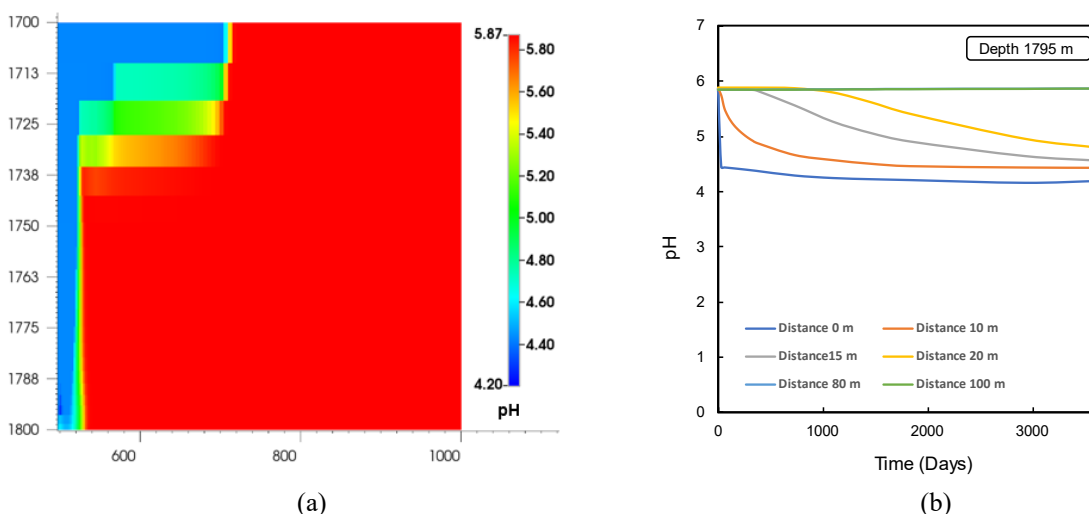 1700
1713
1725
1738
1750
1763
1775
1788
1800
600
800
1000
5.87
5.80
5.60
5.40
5.20
5.00
4.80
4.60
4.40
4.20
pH
(a)
7
6
5
4
3
2
1
0
pH
Depth 1795 m
Distance 0 m
Distance 10 m
Distance15 m
Distance 20 m
Distance 80 m
Distance 100 m
0
1000
2000
3000
Time (Days)
(b)